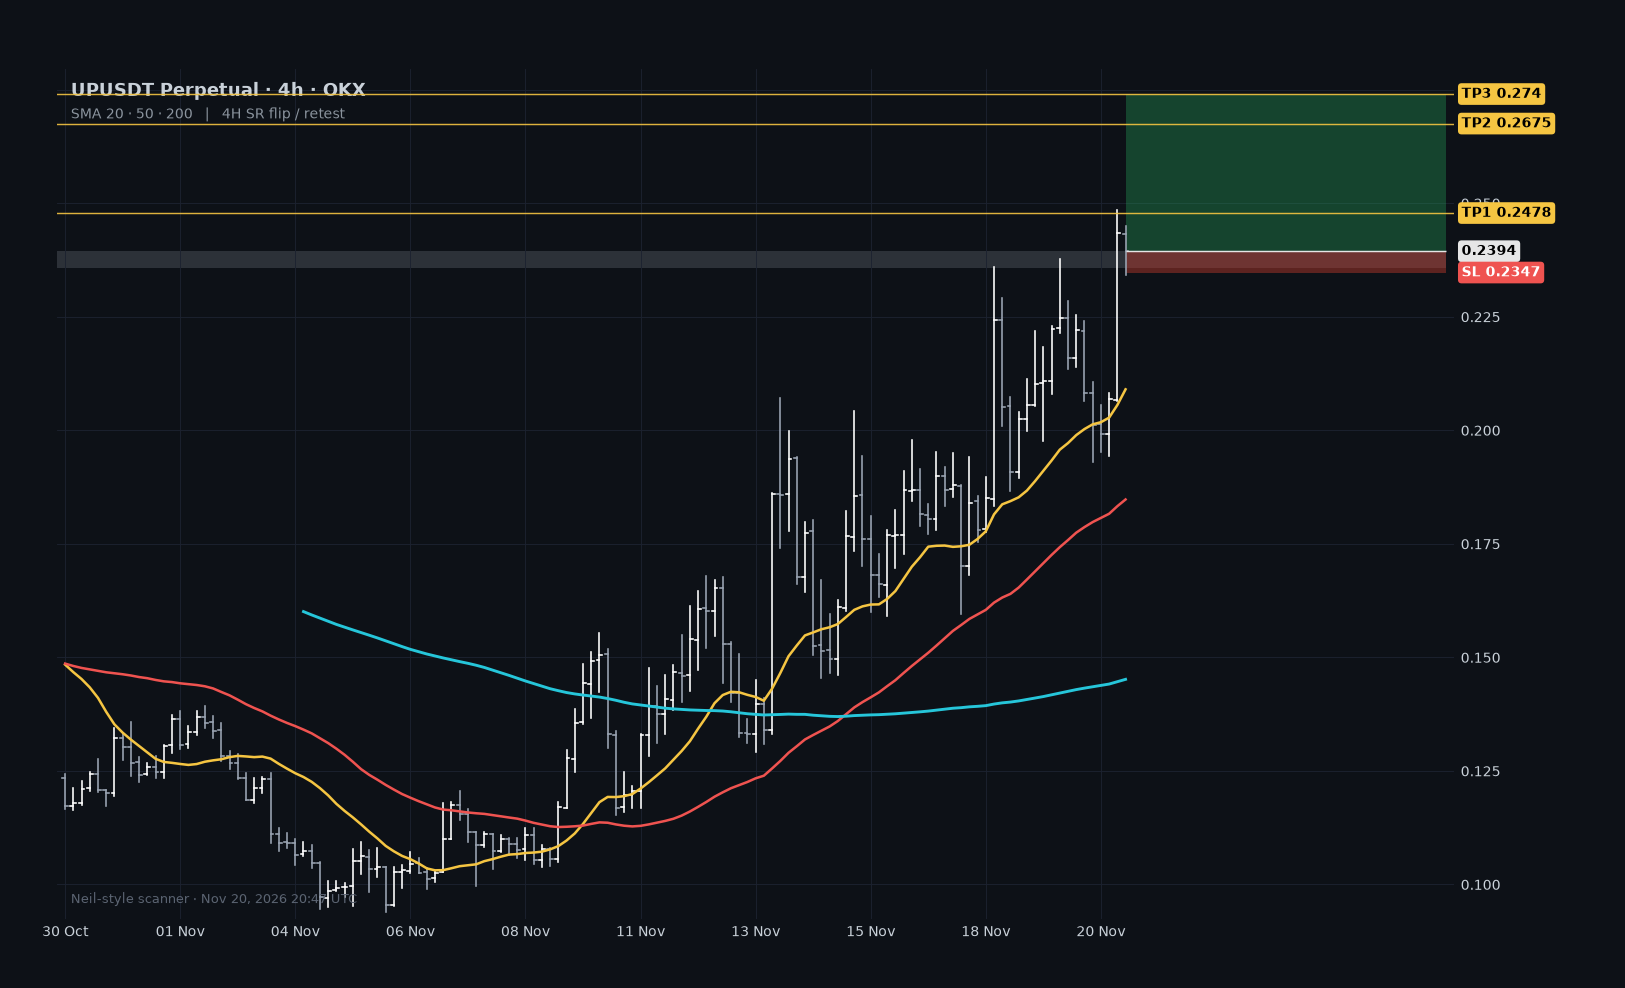 UPUSDT Perpetual · 4h · OKX
SMA 20 · 50 · 200 | 4H SR flip / retest
TP3 0.274
TP2 0.2675
0.250
TP1 0.2478
0.2394
SL 0.2347
0.225
0.200
0.175
0.150
0.125
0.100
Neil-style scanner · Nov 20, 2026 20:47 UTC
30 Oct 01 Nov 04 Nov 06 Nov 08 Nov 11 Nov 13 Nov 15 Nov 18 Nov 20 Nov